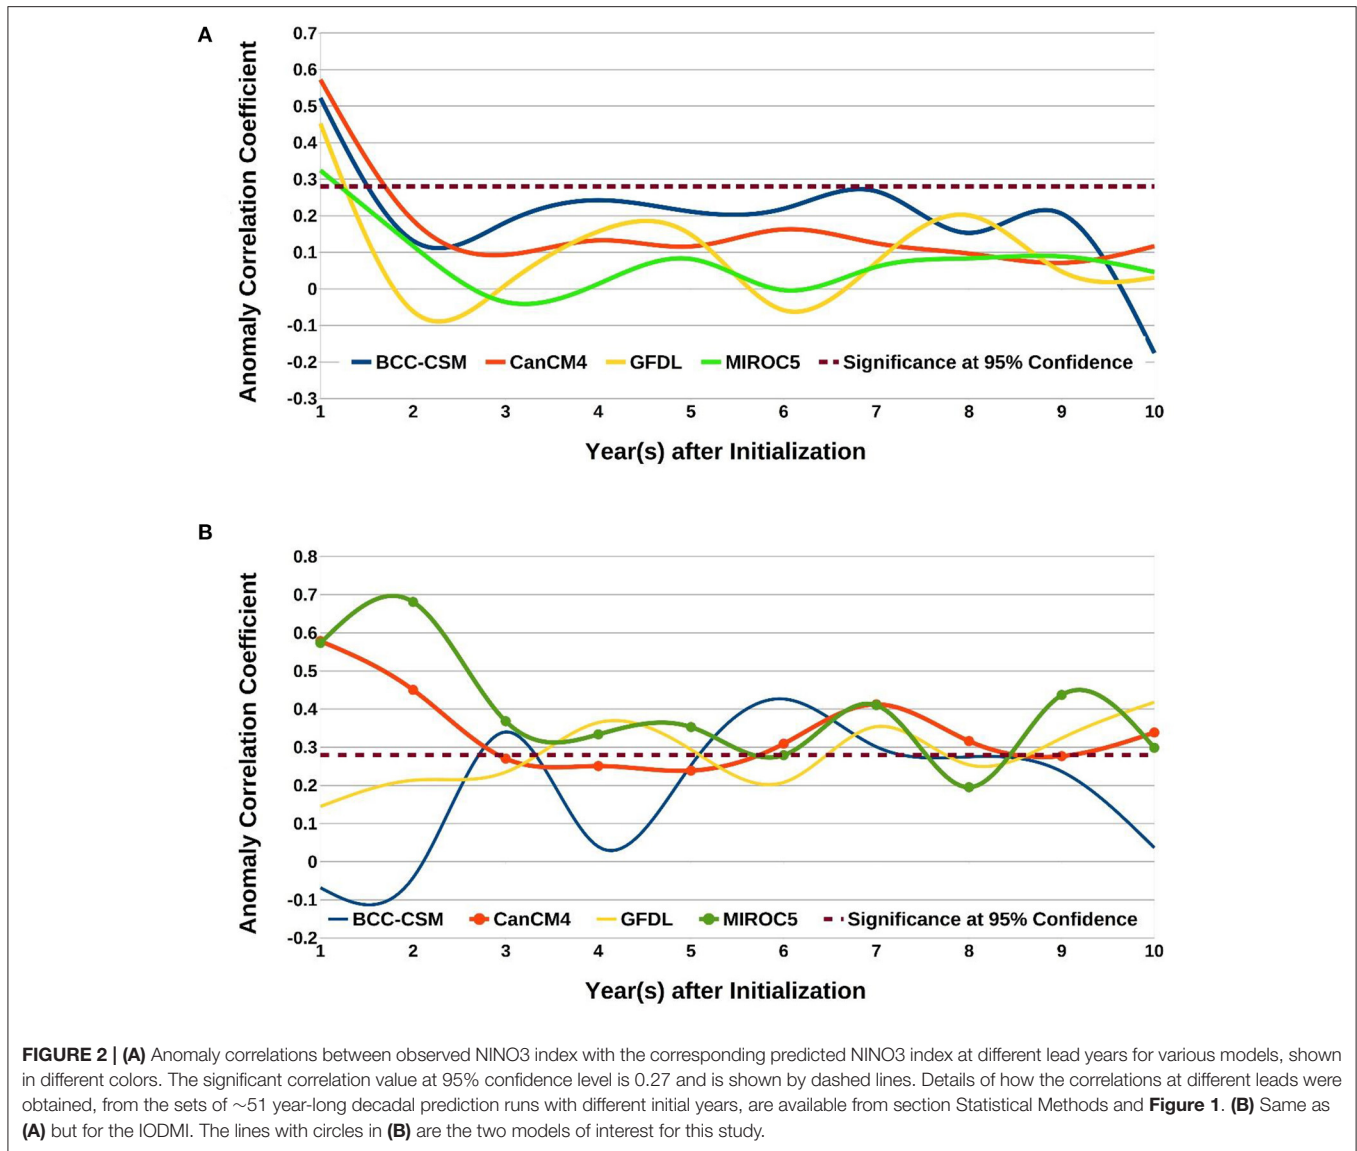 A
Anomaly Correlation Coefficient
0.7
0.6
0.5
0.4
0.3
0.2
0.1
0
-0.1
-0.2
-0.3
BCC-CSM CanCM4 GFDL MIROC5 Significance at 95% Confidence
1 2 3 4 5 6 7 8 9 10
Year(s) after Initialization
B
Anomaly Correlation Coefficient
0.8
0.7
0.6
0.5
0.4
0.3
0.2
0.1
0
-0.1
-0.2
BCC-CSM CanCM4 GFDL MIROC5 Significance at 95% Confidence
1 2 3 4 5 6 7 8 9 10
Year(s) after Initialization
FIGURE 2 | (A) Anomaly correlations between observed NINO3 index with the corresponding predicted NINO3 index at different lead years for various models, shown
in different colors. The significant correlation value at 95% confidence level is 0.27 and is shown by dashed lines. Details of how the correlations at different leads were
obtained, from the sets of ~51 year-long decadal prediction runs with different initial years, are available from section Statistical Methods and Figure 1. (B) Same as
(A) but for the IODMI. The lines with circles in (B) are the two models of interest for this study.